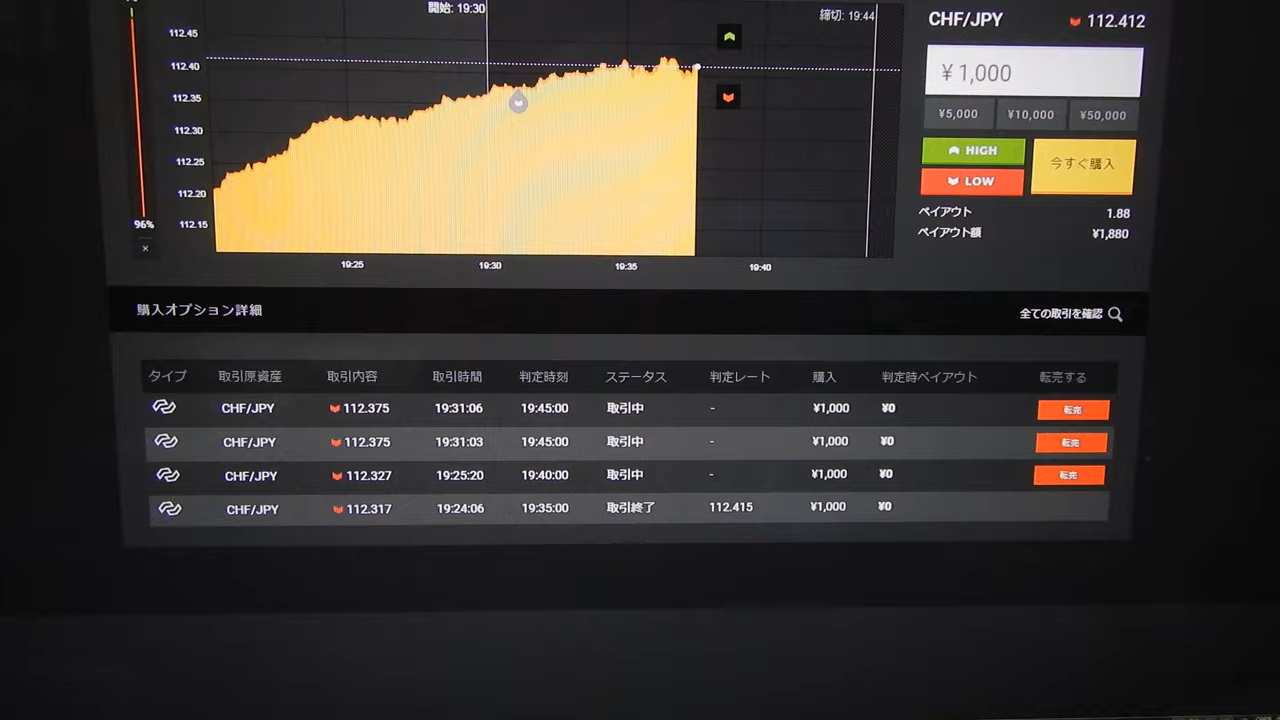 開始: 19:30
締切: 19:44
CHF/JPY 112.412
112.45
112.40
112.35
112.30
112.25
112.20
112.15
96%
×
19:25 19:30 19:35 19:40
¥ 1,000
¥5,000 ¥10,000 ¥50,000
HIGH
LOW
今すぐ購入
ペイアウト 1.88
ペイアウト額 ¥1,880
購入オプション詳細 全ての取引を確認
タイプ 取引原資産 取引内容 取引時間 判定時刻 ステータス 判定レート 購入 判定時ペイアウト 転売する
CHF/JPY 112.375 19:31:06 19:45:00 取引中 - ¥1,000 ¥0 転売
CHF/JPY 112.375 19:31:03 19:45:00 取引中 - ¥1,000 ¥0 転売
CHF/JPY 112.327 19:25:20 19:40:00 取引中 - ¥1,000 ¥0 転売
CHF/JPY 112.317 19:24:06 19:35:00 取引終了 112.415 ¥1,000 ¥0